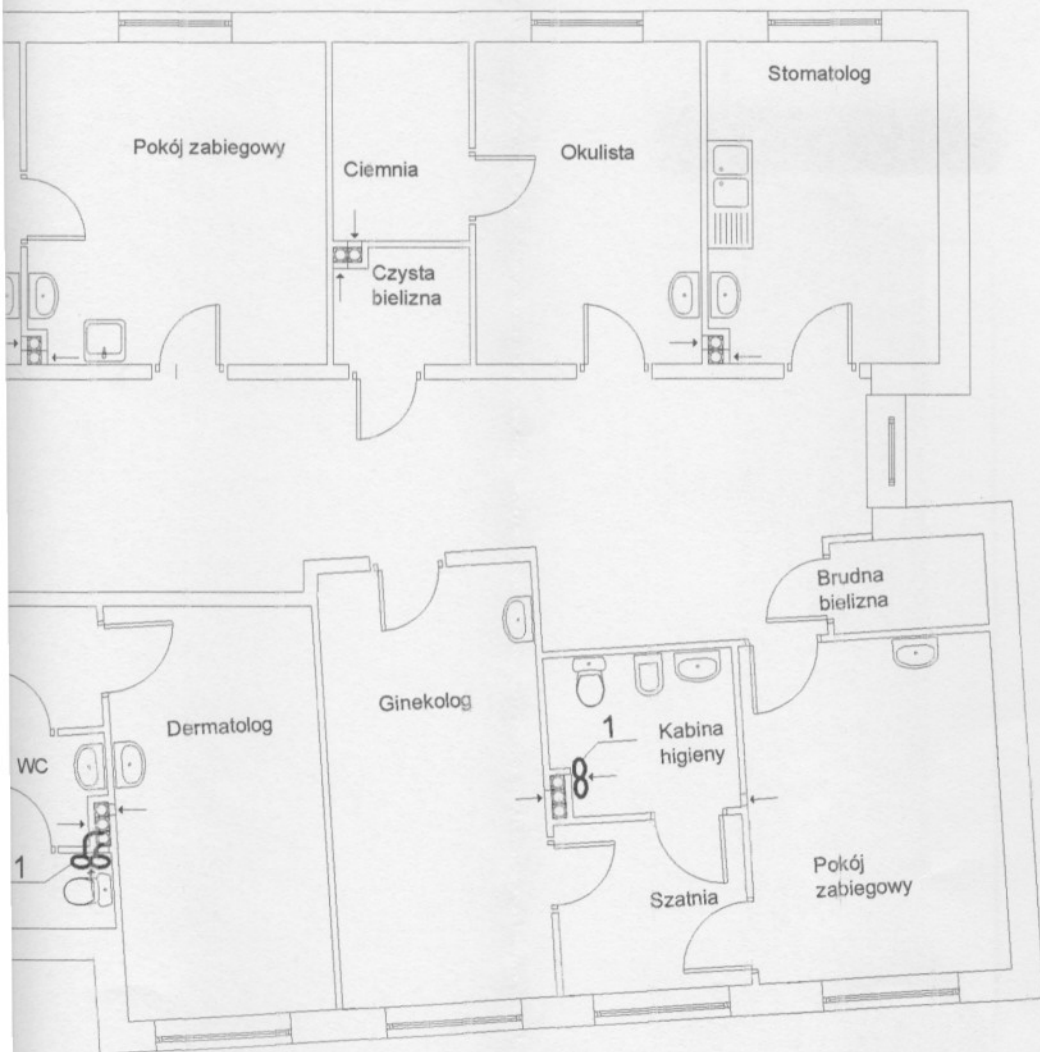 Stomatolog
Pokój zabiegowy
Okulista
Ciemnia
Czysta
bielizna
Brudna
bielizna
Ginekolog
Dermatolog
1
Kabina
higieny
WC
1
Pokój
zabiegowy
Szatnia